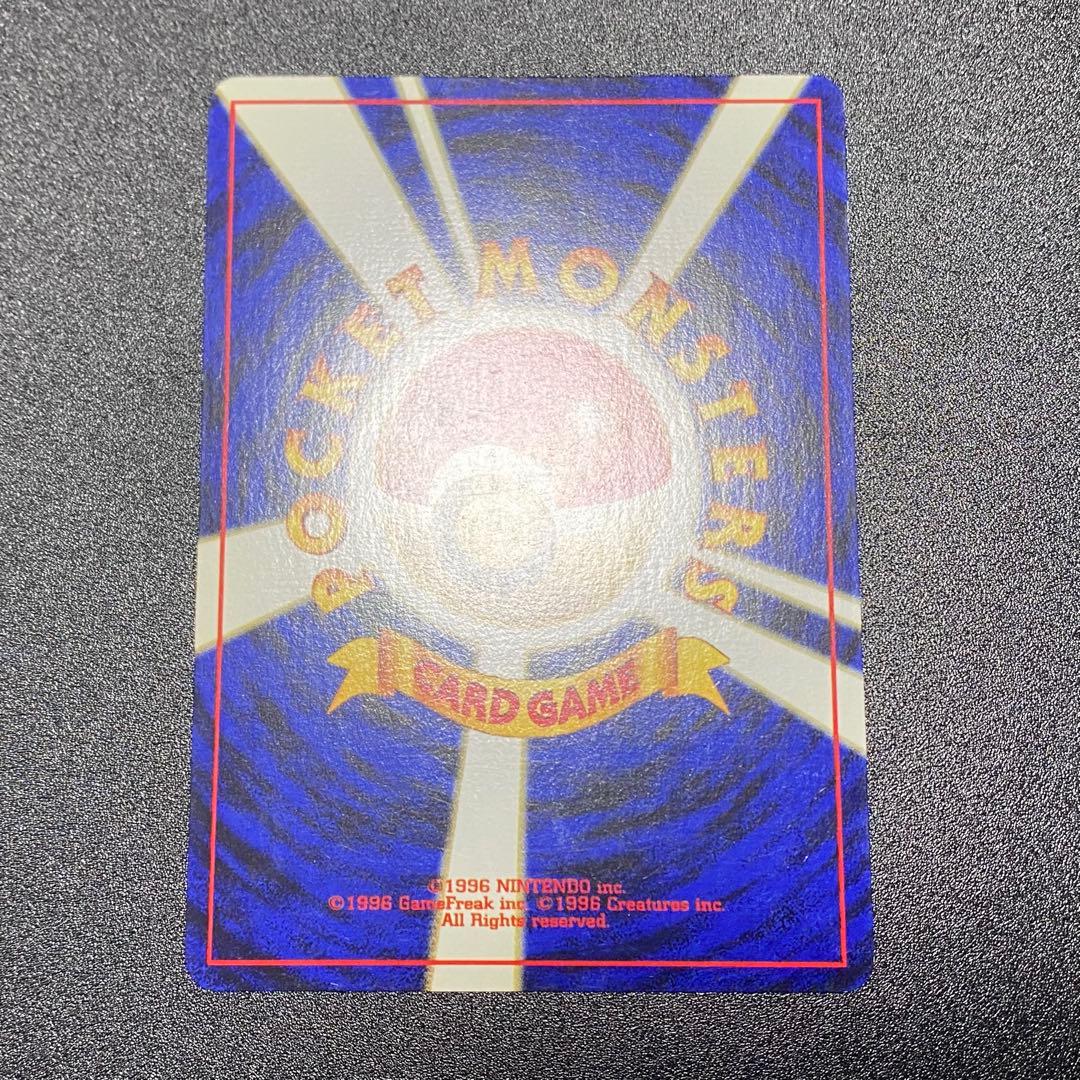 POCKET MONSTERS
CARD GAME
©1996 NINTENDO inc.
©1996 GameFreak inc. ©1996 Creatures inc.
All Rights reserved.